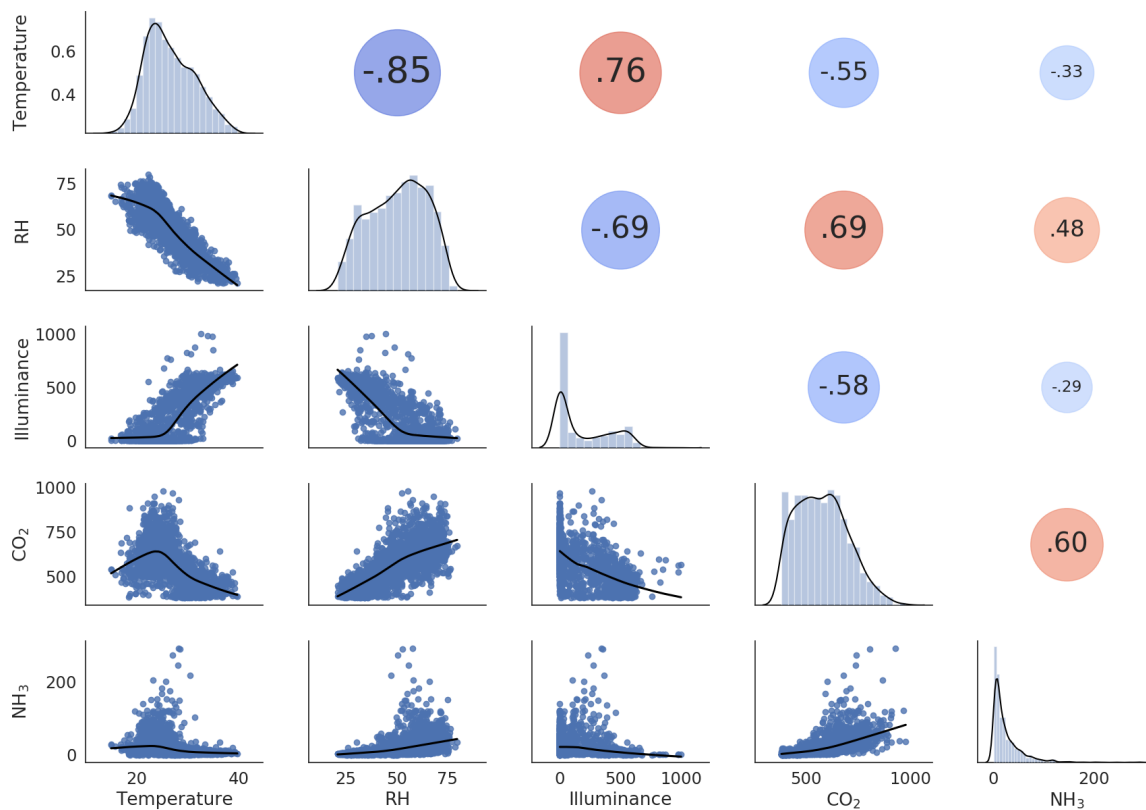 Temperature
0.6
0.4
-.85
.76
-.55
-.33
RH
75
50
25
-.69
.69
.48
Illuminance
1000
500
0
-.58
-.29
CO₂
1000
750
500
.60
NH₃
200
0
20 40
25 50 75
0 500 1000
500 1000
0 200
Temperature
RH
Illuminance
CO₂
NH₃